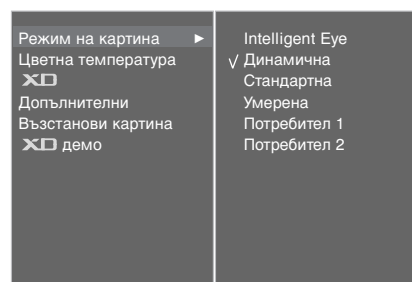 Режим на картина ►
Цветна температура
XD
Допълнителни
Възстанови картина
XD демо
Intelligent Eye
√ Динамична
Стандартна
Умерена
Потребител 1
Потребител 2